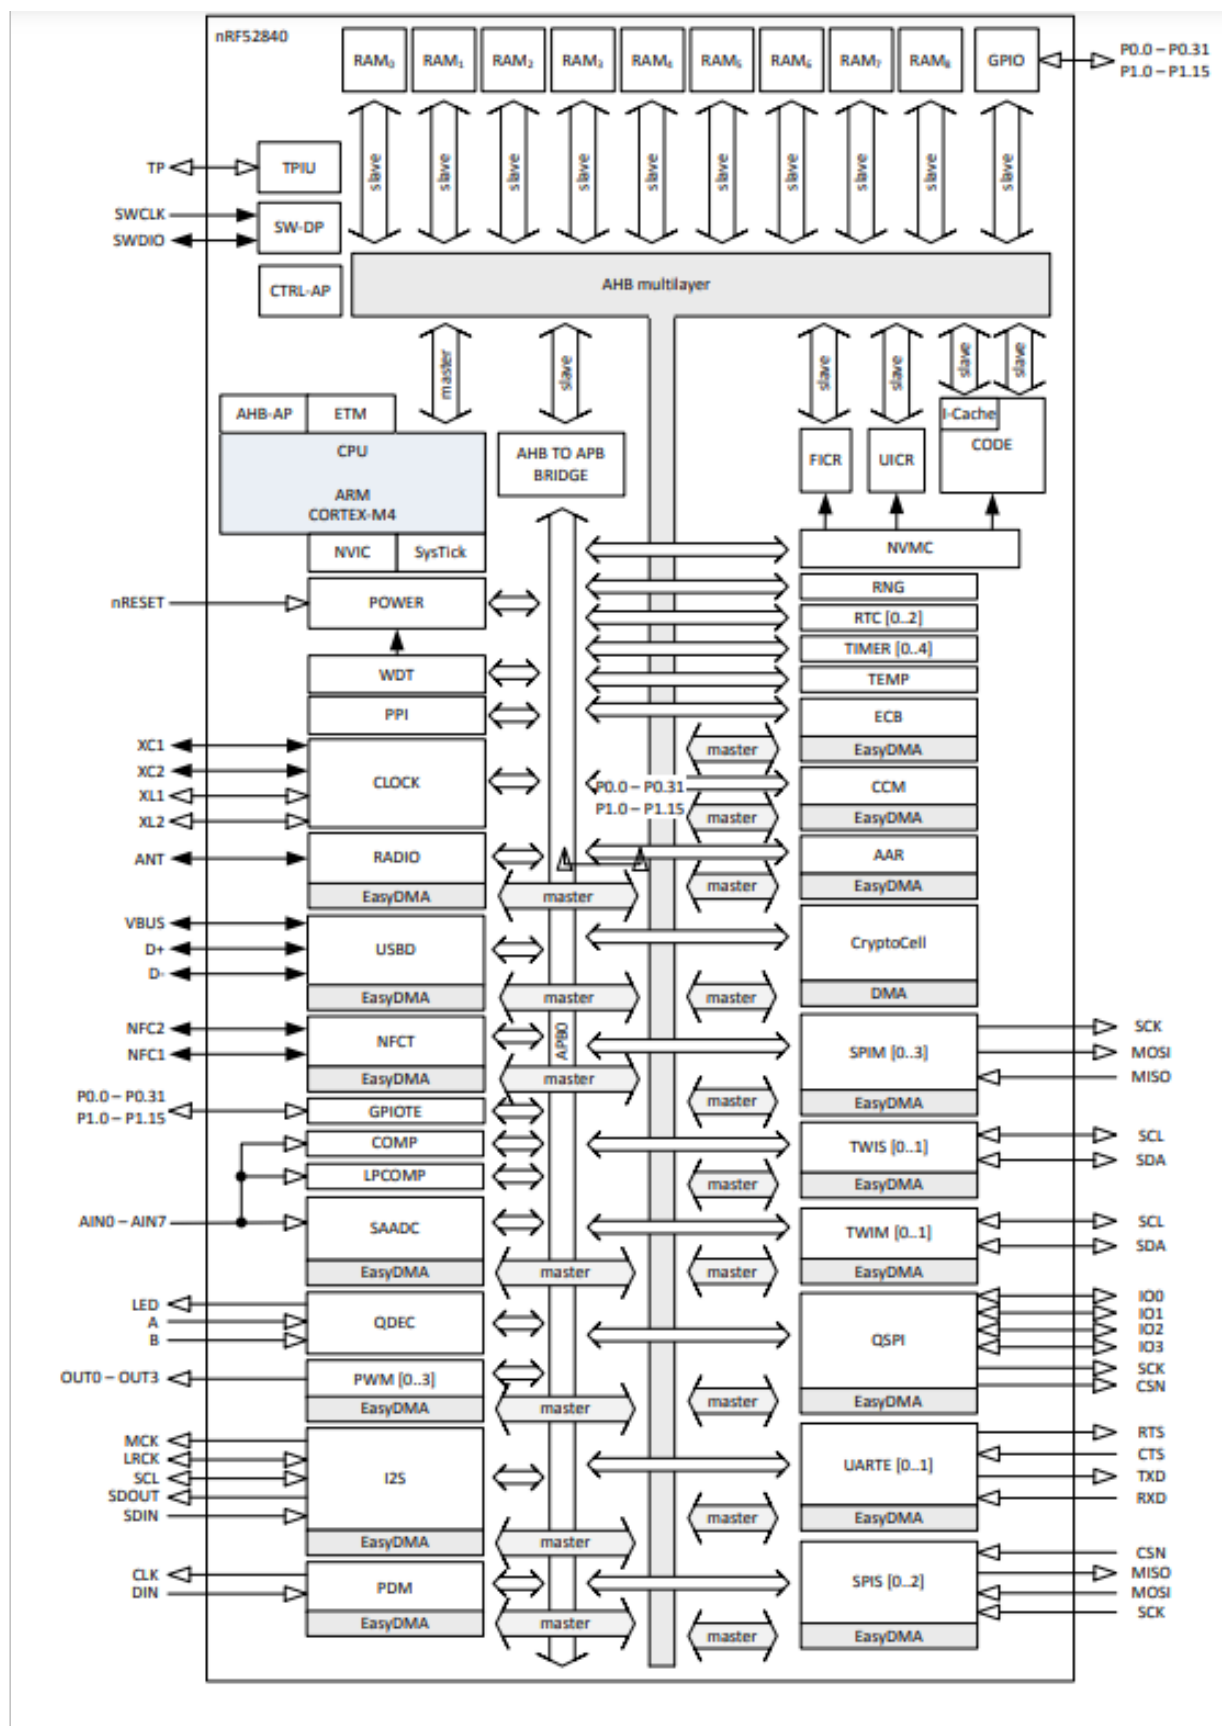 nRF52840
RAM0 RAM1 RAM2 RAM3 RAM4 RAM5 RAM6 RAM7 RAM8 GPIO
P0.0 – P0.31
P1.0 – P1.15
slave slave slave slave slave slave slave slave slave slave
TP TPIU
SWCLK
SWDIO
SW-DP
CTRL-AP
AHB multilayer
master slave slave slave slave slave
AHB-AP ETM
CPU
ARM
CORTEX-M4
NVIC SysTick
AHB TO APB
BRIDGE
FICR UICR
I-Cache
CODE
NVMC
nRESET POWER
WDT
PPI
XC1
XC2
XL1
XL2
CLOCK
ANT RADIO
EasyDMA master
VBUS
D+
D-
USBD
EasyDMA master
NFC2
NFC1
NFCT
EasyDMA master
APB0
P0.0 – P0.31
P1.0 – P1.15
GPIOTE
COMP
LPCOMP
AIN0 – AIN7 SAADC
EasyDMA master
LED
A
B
QDEC
OUT0 – OUT3 PWM [0..3]
EasyDMA master
MCK
LRCK
SCL
SDOUT
SDIN
I2S
EasyDMA master
CLK
DIN
PDM
EasyDMA master
RNG
RTC [0..2]
TIMER [0..4]
TEMP
ECB
master EasyDMA
P0.0 – P0.31
P1.0 – P1.15
CCM
master EasyDMA
AAR
master EasyDMA
CryptoCell
master DMA
SPIM [0..3]
SCK
MOSI
MISO
master EasyDMA
TWIS [0..1]
SCL
SDA
master EasyDMA
TWIM [0..1]
SCL
SDA
master EasyDMA
QSPI
IO0
IO1
IO2
IO3
SCK
CSN
master EasyDMA
UARTE [0..1]
RTS
CTS
TXD
RXD
master EasyDMA
SPIS [0..2]
CSN
MISO
MOSI
SCK
master EasyDMA